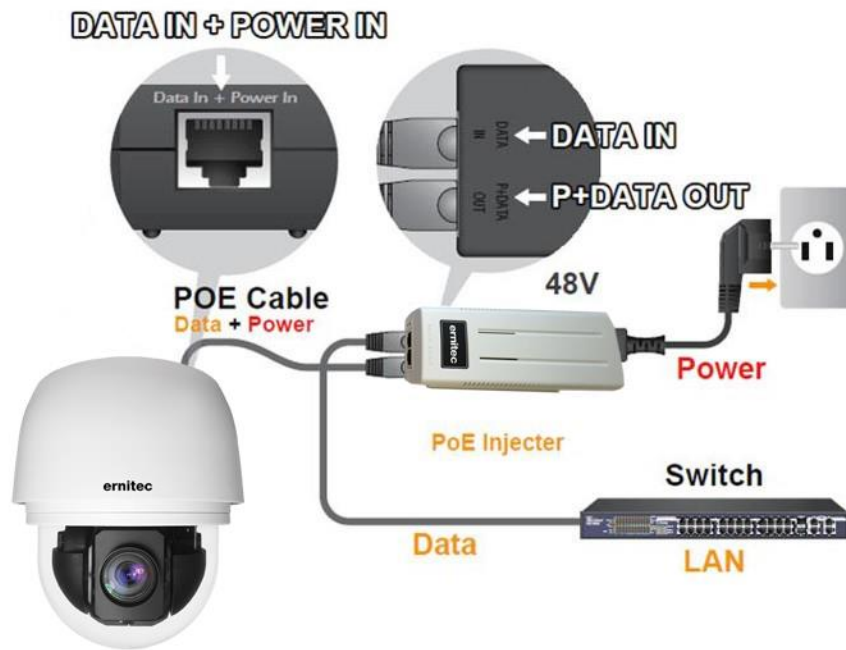 DATA IN + POWER IN
Data In + Power In
DATA IN
DATA IN
P+DATA OUT
P+DATA OUT
48V
POE Cable
Data + Power
ernitec
Power
PoE Injecter
Switch
ernitec
Data
LAN